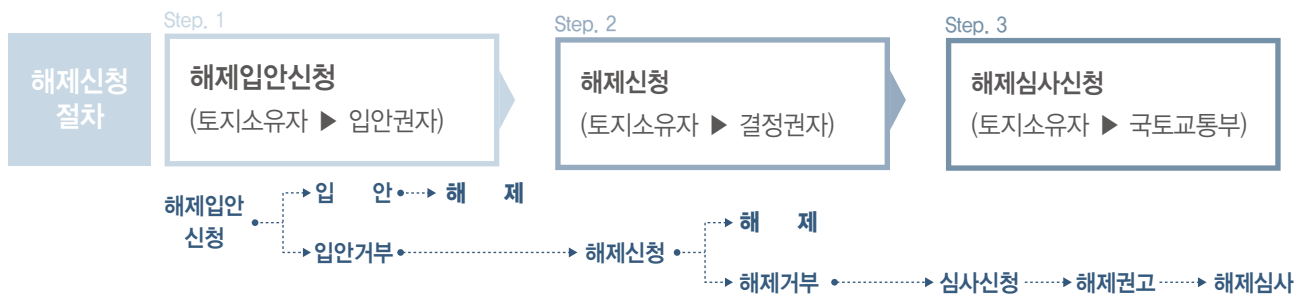 해제신청
절차
Step. 1
해제입안신청
(토지소유자 ▶ 입안권자)
Step. 2
해제신청
(토지소유자 ▶ 결정권자)
Step. 3
해제심사신청
(토지소유자 ▶ 국토교통부)
해제입안
신청
입 안 해 제
입안거부 해제신청
해 제
해제거부 심사신청 해제권고 해제심사